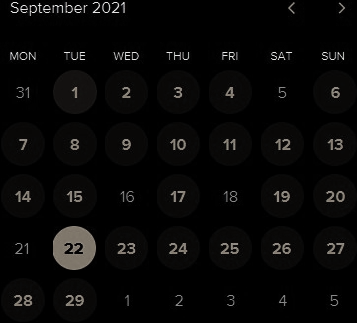 September 2021
MON TUE WED THU FRI SAT SUN
31 1 2 3 4 5 6
7 8 9 10 11 12 13
14 15 16 17 18 19 20
21 22 23 24 25 26 27
28 29 1 2 3 4 5